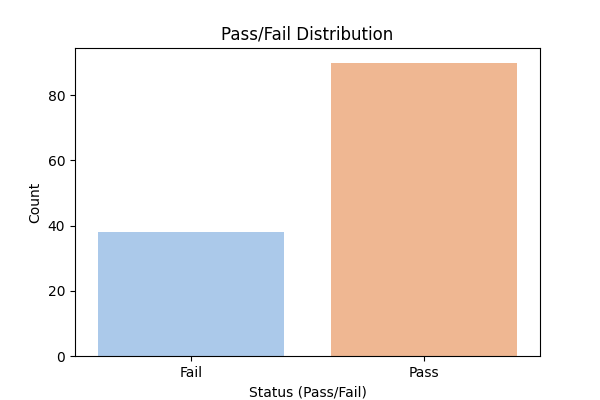 Pass/Fail Distribution
80
60
40
20
0
Count
Fail
Pass
Status (Pass/Fail)